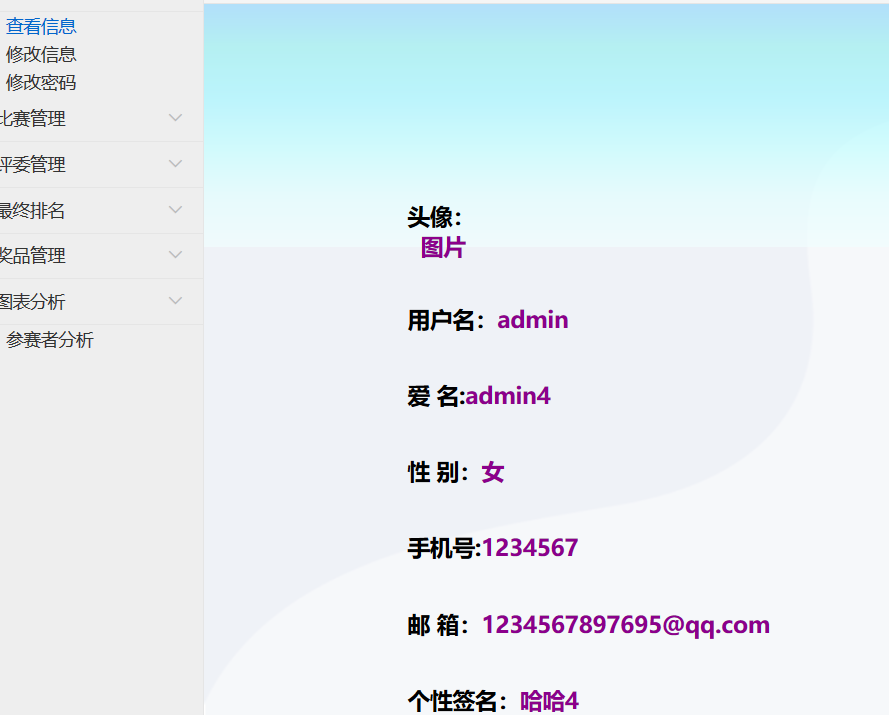 查看信息
修改信息
修改密码
比赛管理
评委管理
最终排名
奖品管理
图表分析
参赛者分析
头像：
图片
用户名：admin
爱 名:admin4
性 别：女
手机号:1234567
邮 箱：1234567897695@qq.com
个性签名：哈哈4